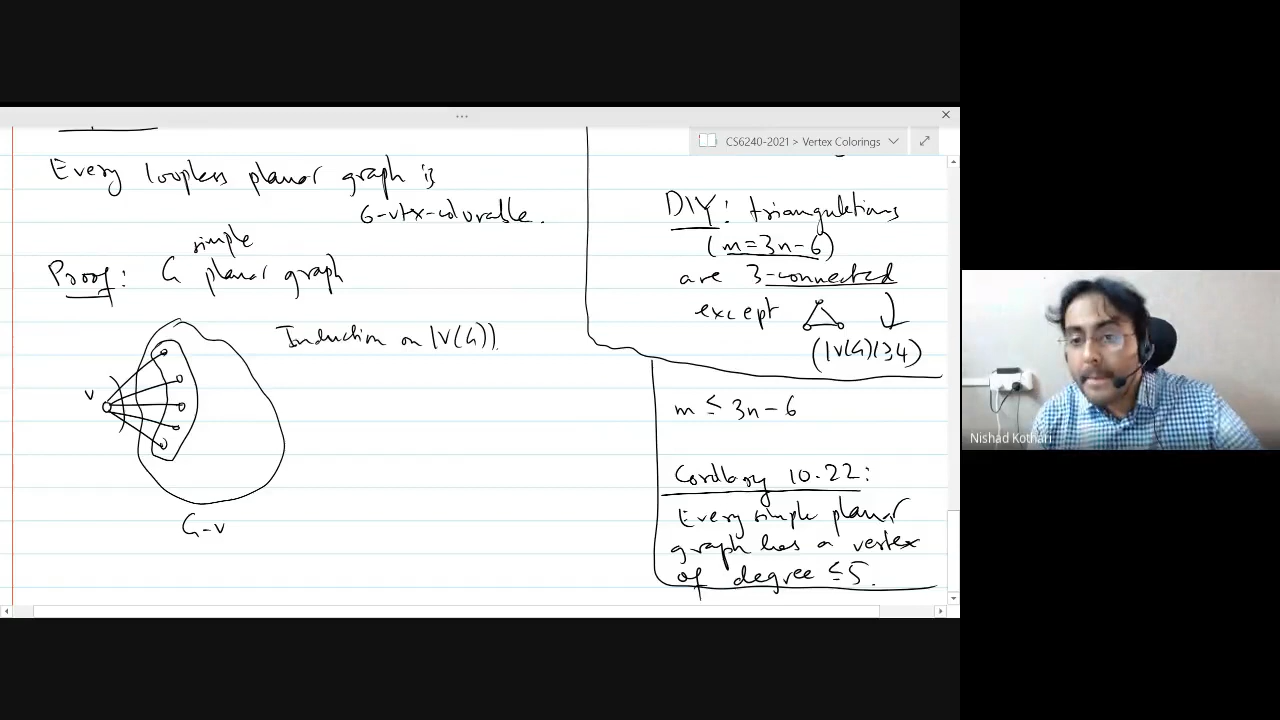 CS6240-2021 > Vertex Colorings
Every loopless planar graph is
6-vtx-colorable.
simple
Proof: G planar graph
Induction on |V(G)|.
v
G-v
DIY: triangulations
(m=3n-6)
are 3-connected
except
(|V(G)|≥4)
m ≤ 3n-6
Corollary 10.22:
Every simple planar
graph has a vertex
of degree ≤5.
Nishad Kothari